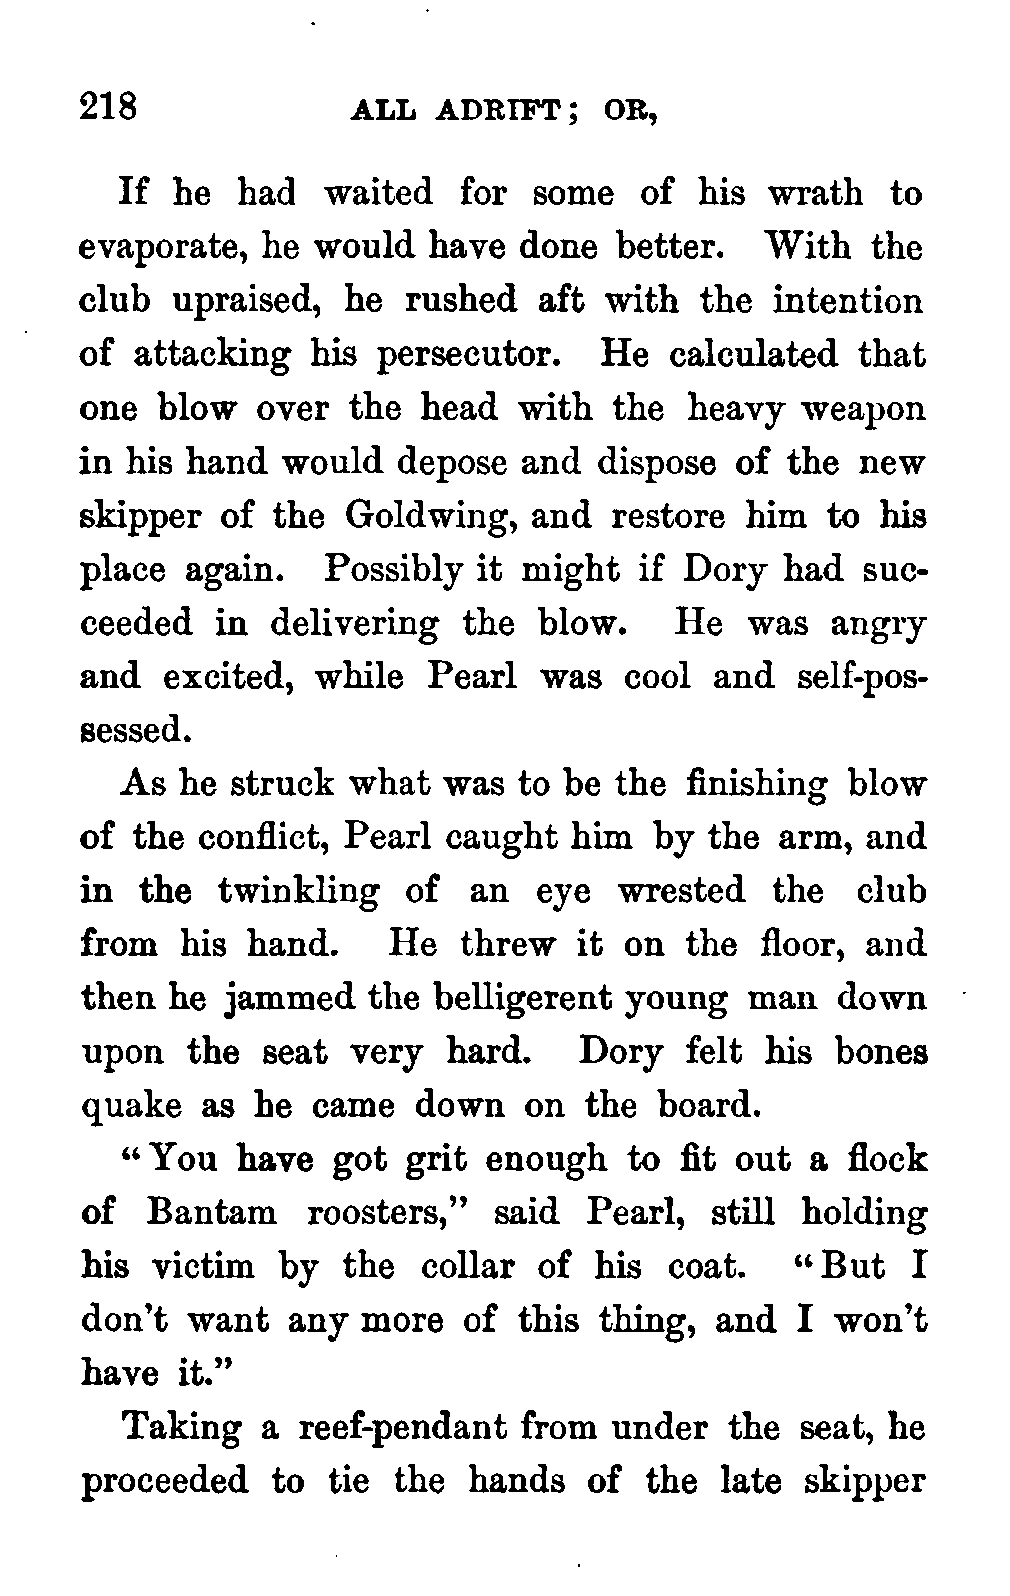 218 ALL ADRIFT; OR,
If he had waited for some of his wrath to
evaporate, he would have done better. With the
club upraised, he rushed aft with the intention
of attacking his persecutor. He calculated that
one blow over the head with the heavy weapon
in his hand would depose and dispose of the new
skipper of the Goldwing, and restore him to his
place again. Possibly it might if Dory had suc-
ceeded in delivering the blow. He was angry
and excited, while Pearl was cool and self-pos-
sessed.
As he struck what was to be the finishing blow
of the conflict, Pearl caught him by the arm, and
in the twinkling of an eye wrested the club
from his hand. He threw it on the floor, and
then he jammed the belligerent young man down
upon the seat very hard. Dory felt his bones
quake as he came down on the board.
"You have got grit enough to fit out a flock
of Bantam roosters," said Pearl, still holding
his victim by the collar of his coat. "But I
don't want any more of this thing, and I won't
have it."
Taking a reef-pendant from under the seat, he
proceeded to tie the hands of the late skipper